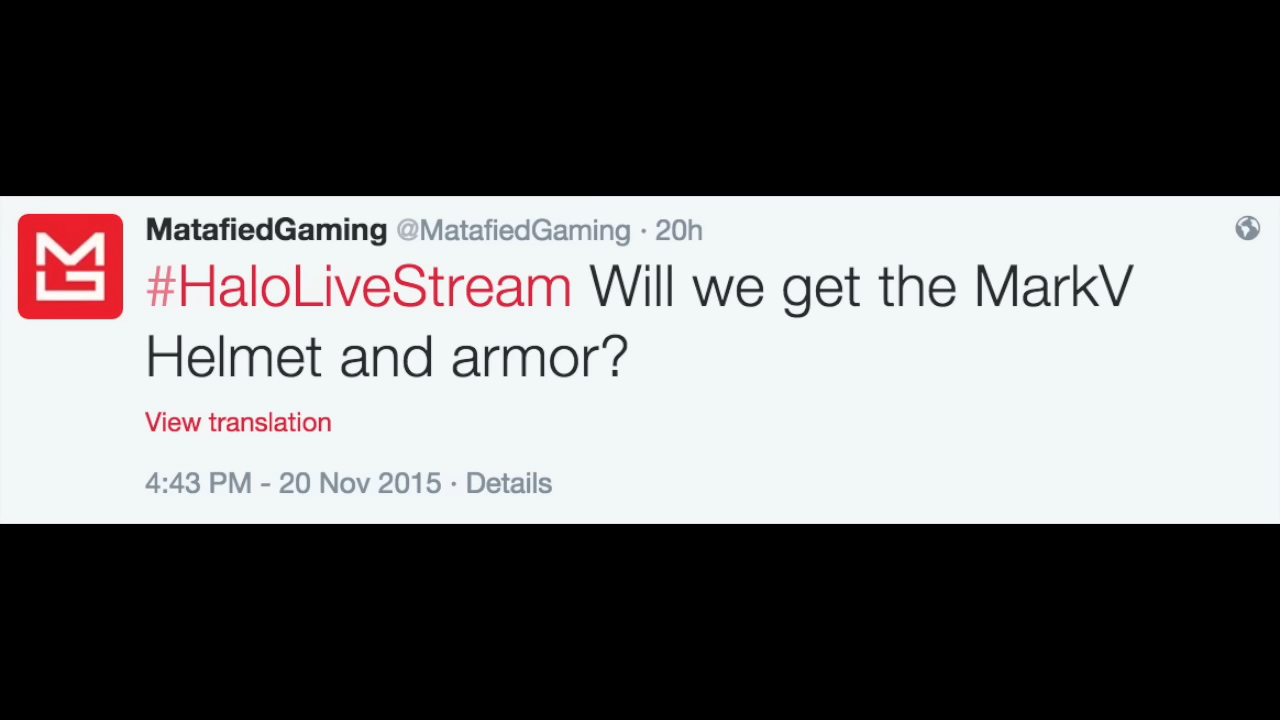 MatafiedGaming @MatafiedGaming · 20h
#HaloLiveStream Will we get the MarkV
Helmet and armor?
View translation
4:43 PM - 20 Nov 2015 · Details